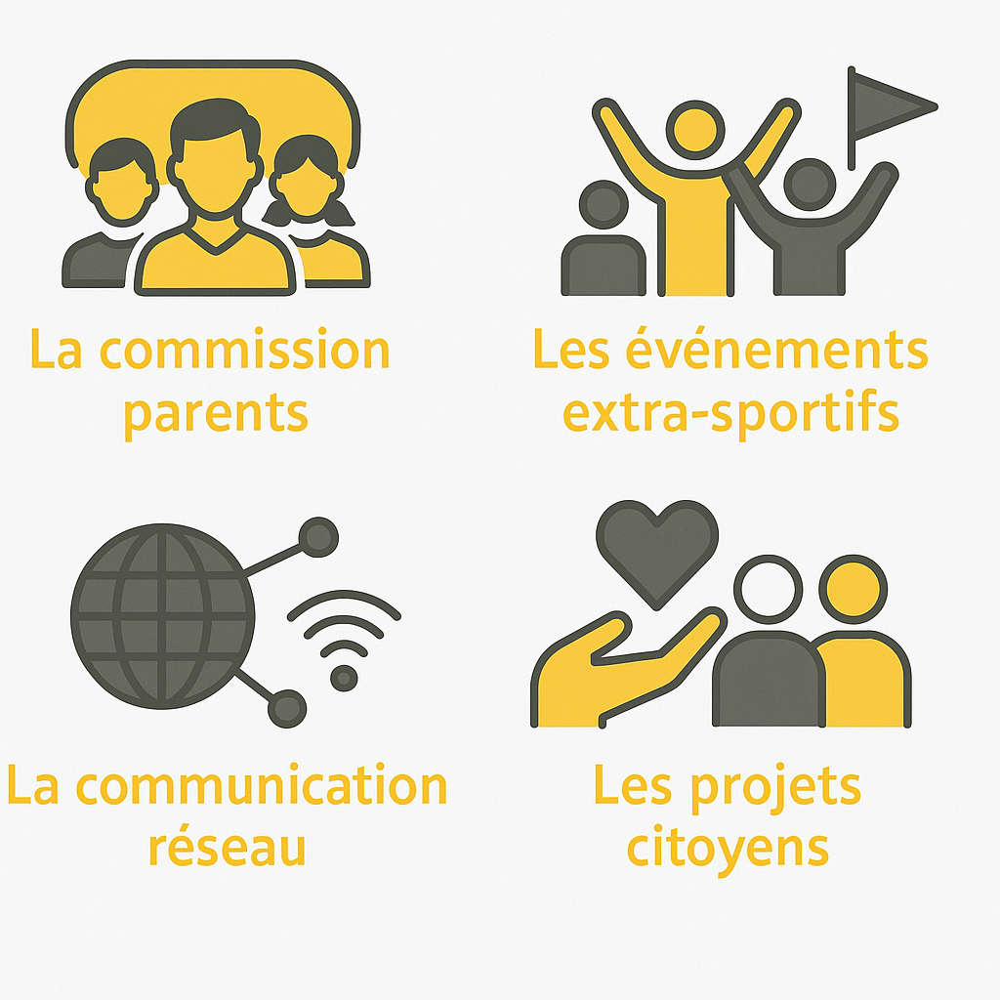 La commission
parents
Les événements
extra-sportifs
La communication
réseau
Les projets
citoyens